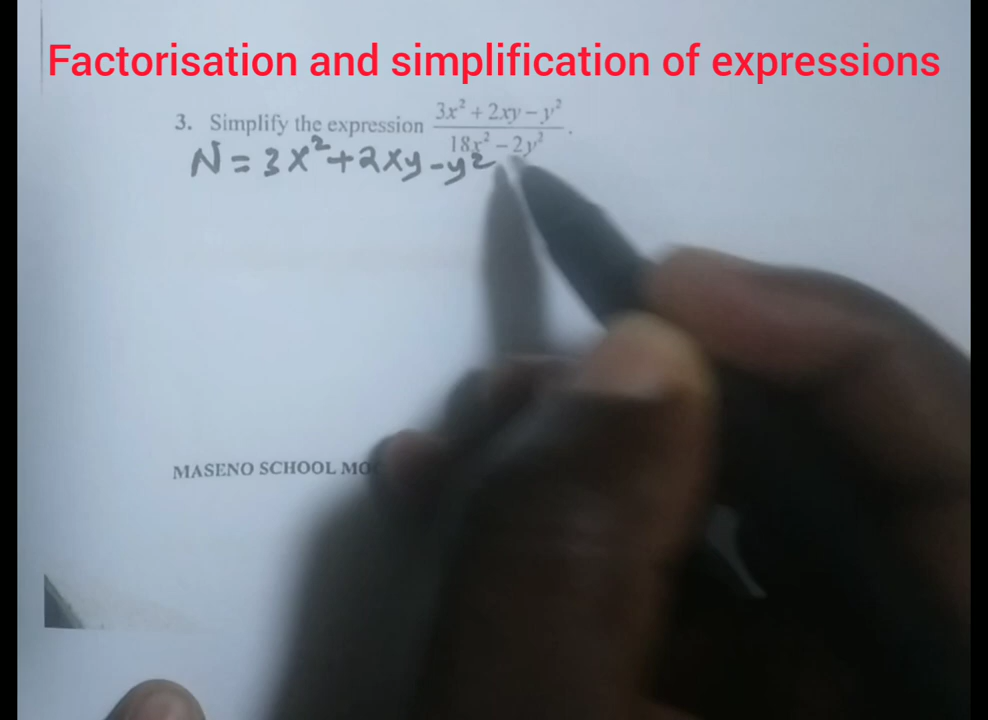 Factorisation and simplification of expressions
3. Simplify the expression \frac{3x² + 2xy - y²}{18x² - 2y²}.
N = 3x² + 2xy - y²
MASENO SCHOOL